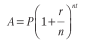 A = P(1 + r/n)^nt